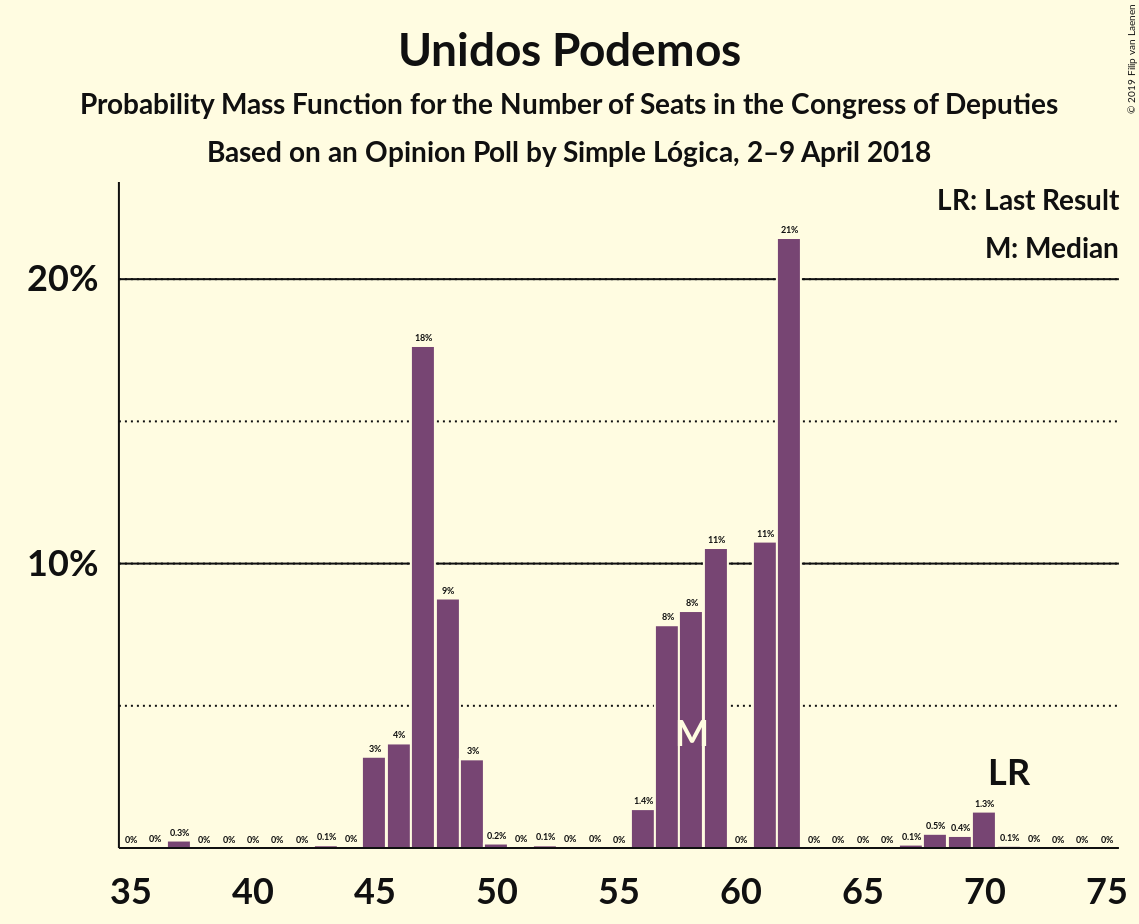 Unidos Podemos
Probability Mass Function for the Number of Seats in the Congress of Deputies
Based on an Opinion Poll by Simple Lógica, 2–9 April 2018
© 2019 Filip van Laenen
LR: Last Result
M: Median
20%
10%
0% 0% 0.3% 0% 0% 0% 0% 0% 0.1% 0% 3% 4% 18% 9% 3% 0.2% 0% 0.1% 0% 0% 0% 1.4% 8% 8% 11% 0% 11% 21% 0% 0% 0% 0% 0.1% 0.5% 0.4% 1.3% 0.1% 0% 0% 0% 0%
M
LR
35 40 45 50 55 60 65 70 75